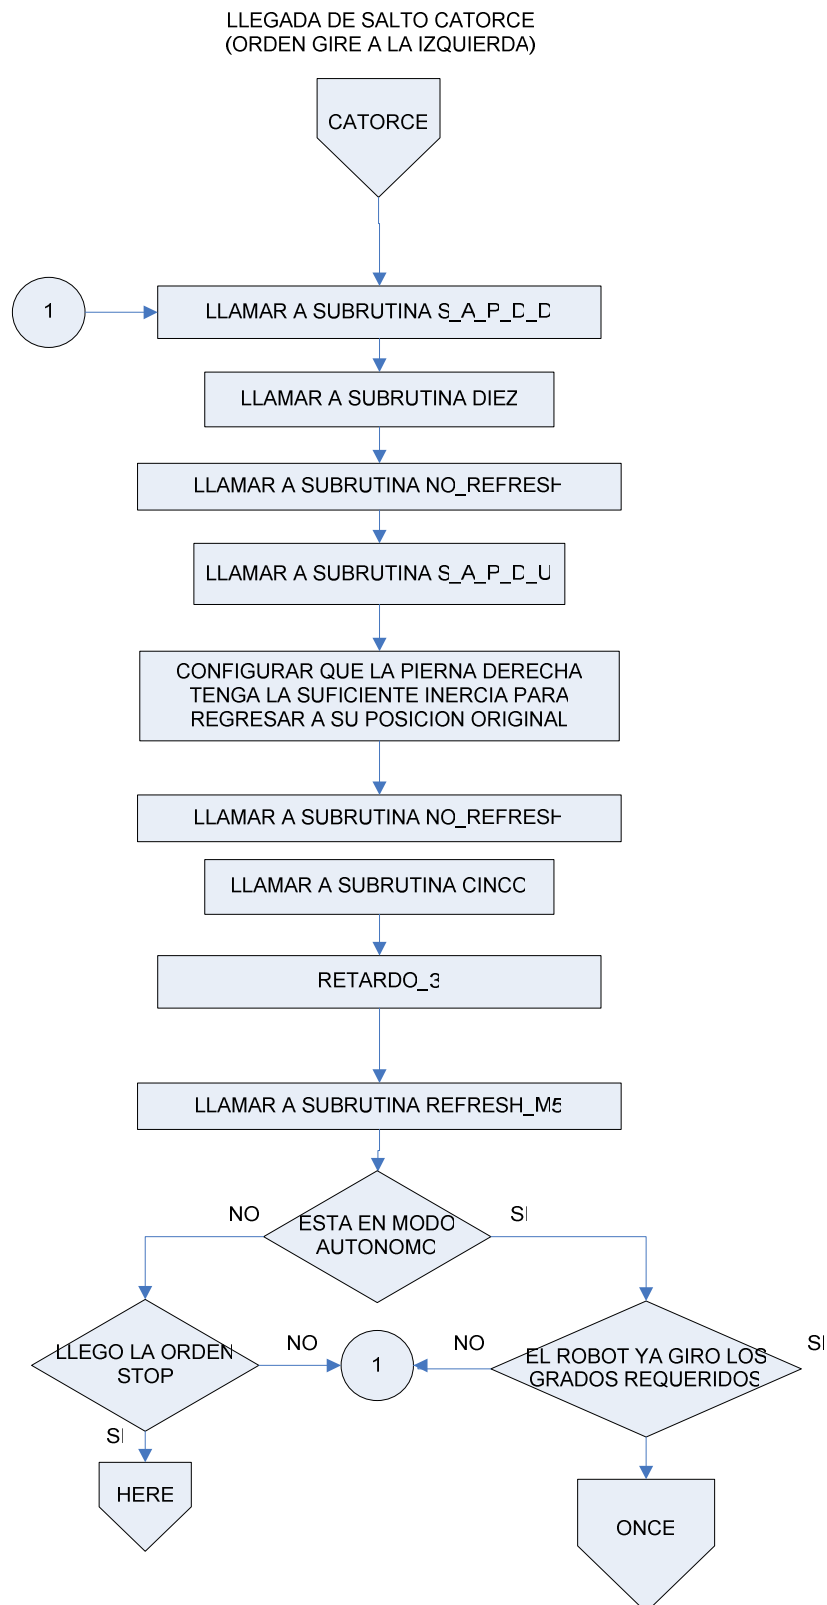 LLEGADA DE SALTO CATORCE
(ORDEN GIRE A LA IZQUIERDA)
CATORCE
1
LLAMAR A SUBRUTINA S_A_P_D_D
LLAMAR A SUBRUTINA DIEZ
LLAMAR A SUBRUTINA NO_REFRESH
LLAMAR A SUBRUTINA S_A_P_D_U
CONFIGURAR QUE LA PIERNA DERECHA
TENGA LA SUFICIENTE INERCIA PARA
REGRESAR A SU POSICION ORIGINAL
LLAMAR A SUBRUTINA NO_REFRESH
LLAMAR A SUBRUTINA CINCO
RETARDO_3
LLAMAR A SUBRUTINA REFRESH_M5
NO
ESTA EN MODO
AUTONOMO
SI
LLEGO LA ORDEN
STOP
NO
1
NO
EL ROBOT YA GIRO LOS
GRADOS REQUERIDOS
SI
SI
HERE
ONCE